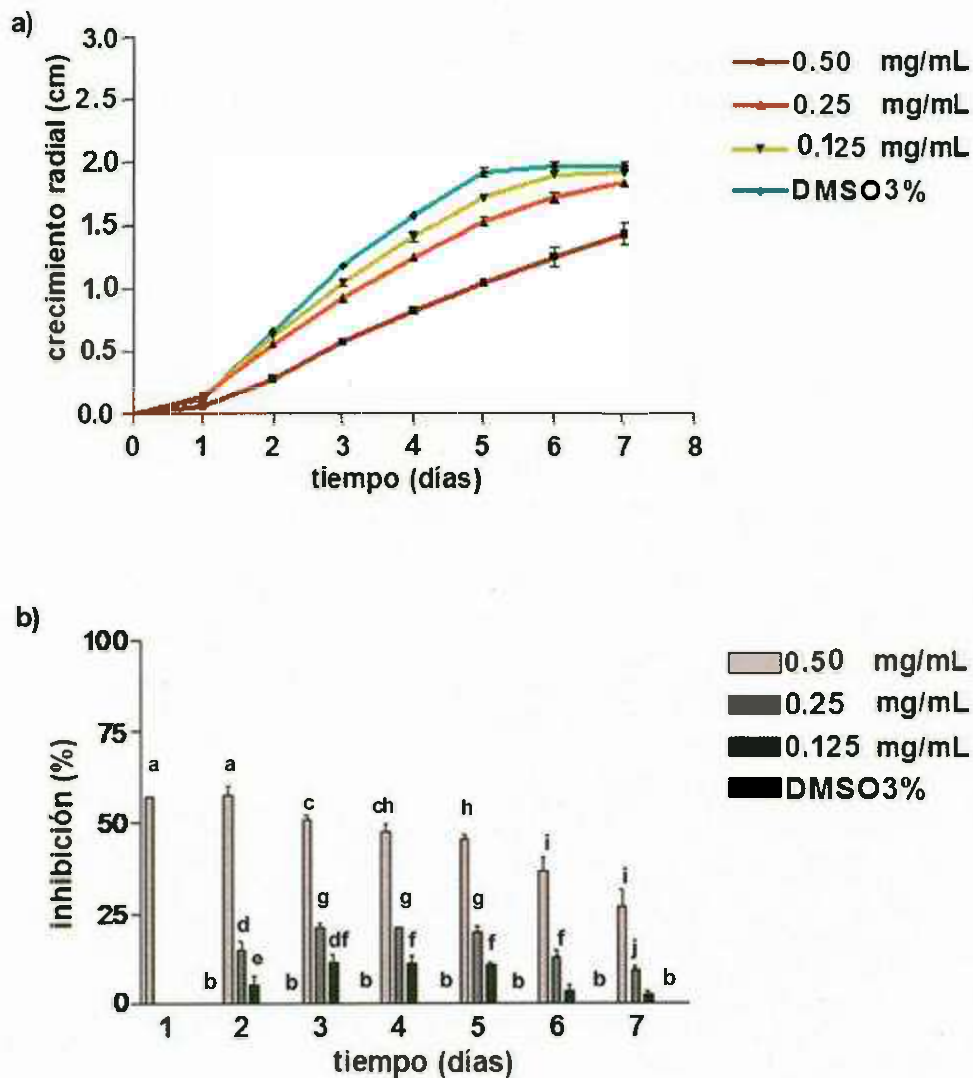 a)
crecimiento radial (cm)
3.0
2.5
2.0
1.5
1.0
0.5
0.0
0 1 2 3 4 5 6 7 8
tiempo (días)
0.50 mg/mL
0.25 mg/mL
0.125 mg/mL
DMSO3%
b)
inhibición (%)
100
75
50
25
0
a a c ch h i i
d g g g f j
e df f f
b b b b b b b
1 2 3 4 5 6 7
tiempo (días)
0.50 mg/mL
0.25 mg/mL
0.125 mg/mL
DMSO3%